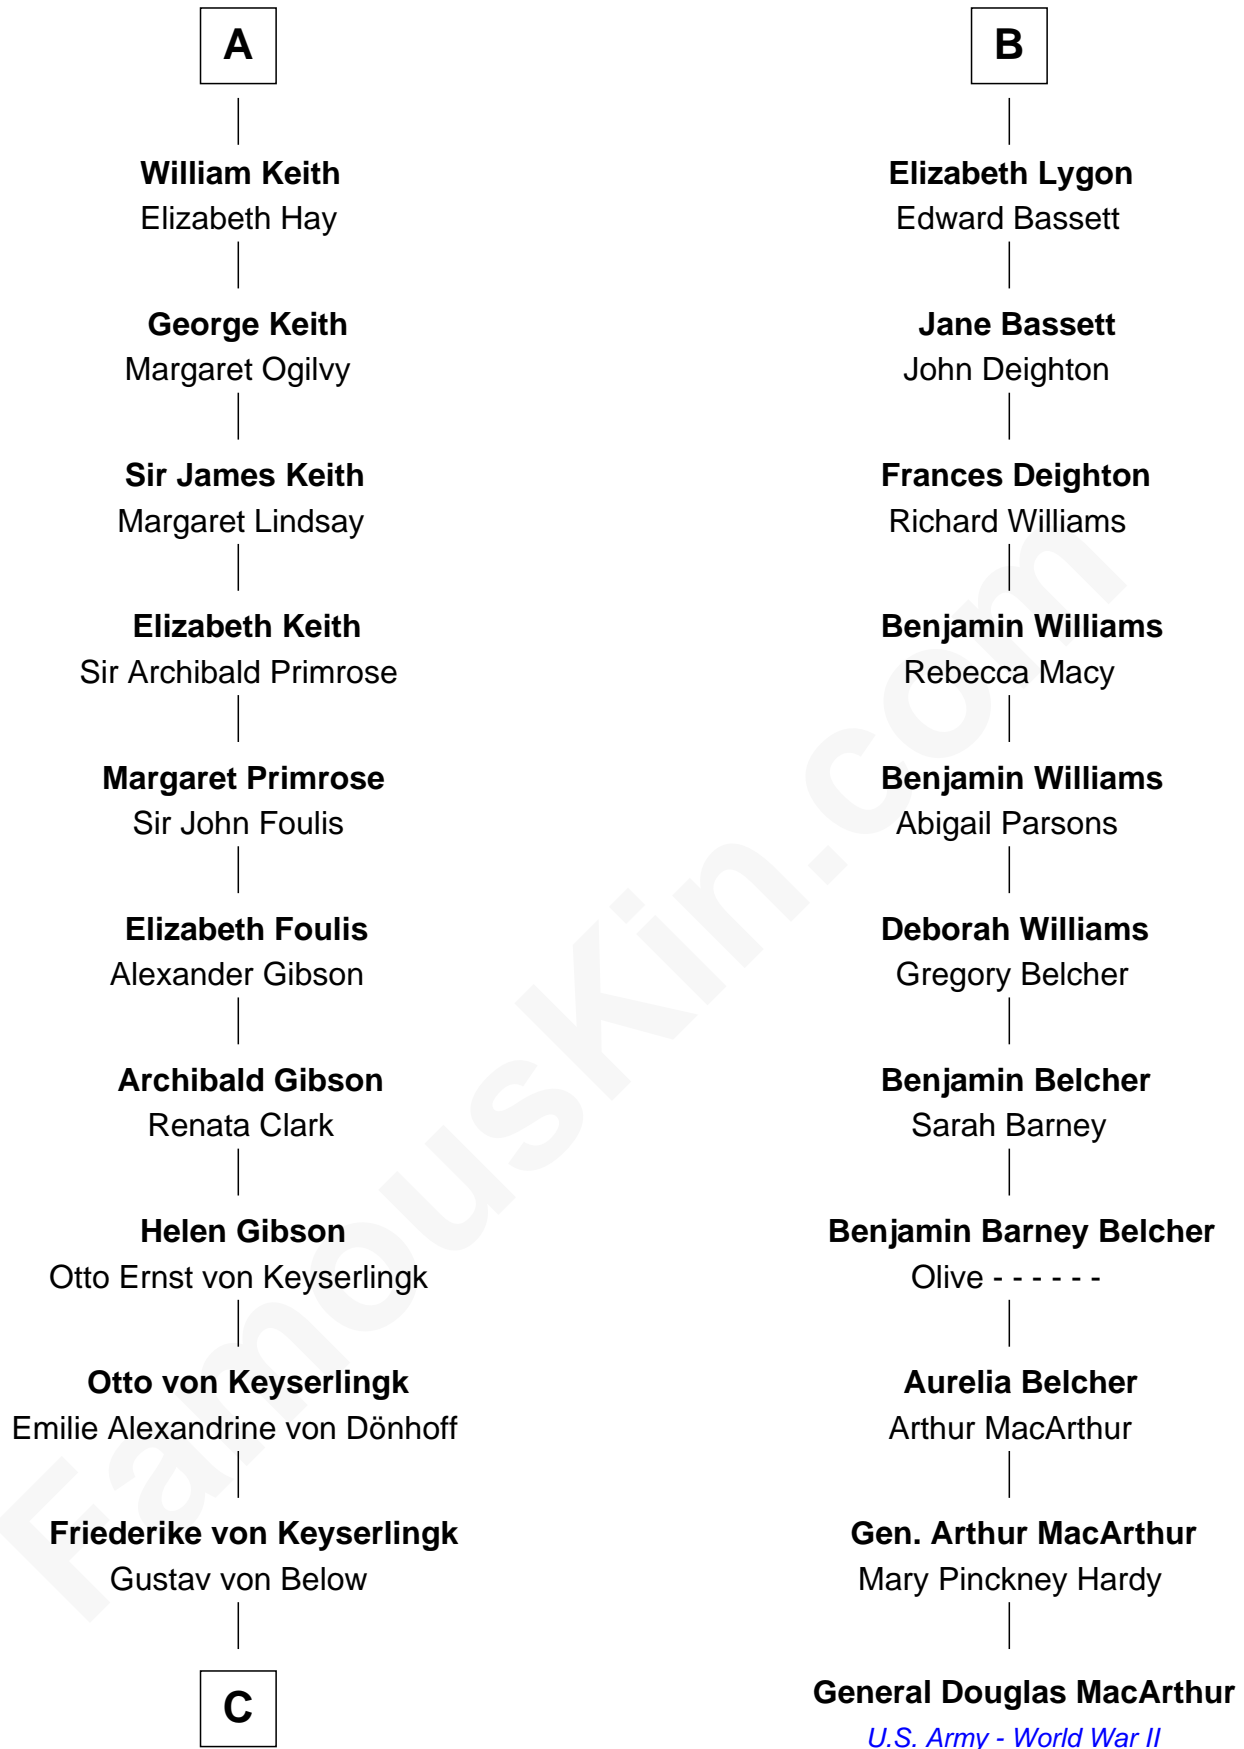 A
William Keith
Elizabeth Hay
George Keith
Margaret Ogilvy
Sir James Keith
Margaret Lindsay
Elizabeth Keith
Sir Archibald Primrose
Margaret Primrose
Sir John Foulis
Elizabeth Foulis
Alexander Gibson
Archibald Gibson
Renata Clark
Helen Gibson
Otto Ernst von Keyserlingk
Otto von Keyserlingk
Emilie Alexandrine von Dönhoff
Friederike von Keyserlingk
Gustav von Below
C
B
Elizabeth Lygon
Edward Bassett
Jane Bassett
John Deighton
Frances Deighton
Richard Williams
Benjamin Williams
Rebecca Macy
Benjamin Williams
Abigail Parsons
Deborah Williams
Gregory Belcher
Benjamin Belcher
Sarah Barney
Benjamin Barney Belcher
Olive - - - - - -
Aurelia Belcher
Arthur MacArthur
Gen. Arthur MacArthur
Mary Pinckney Hardy
General Douglas MacArthur
U.S. Army - World War II
FamousKin.com